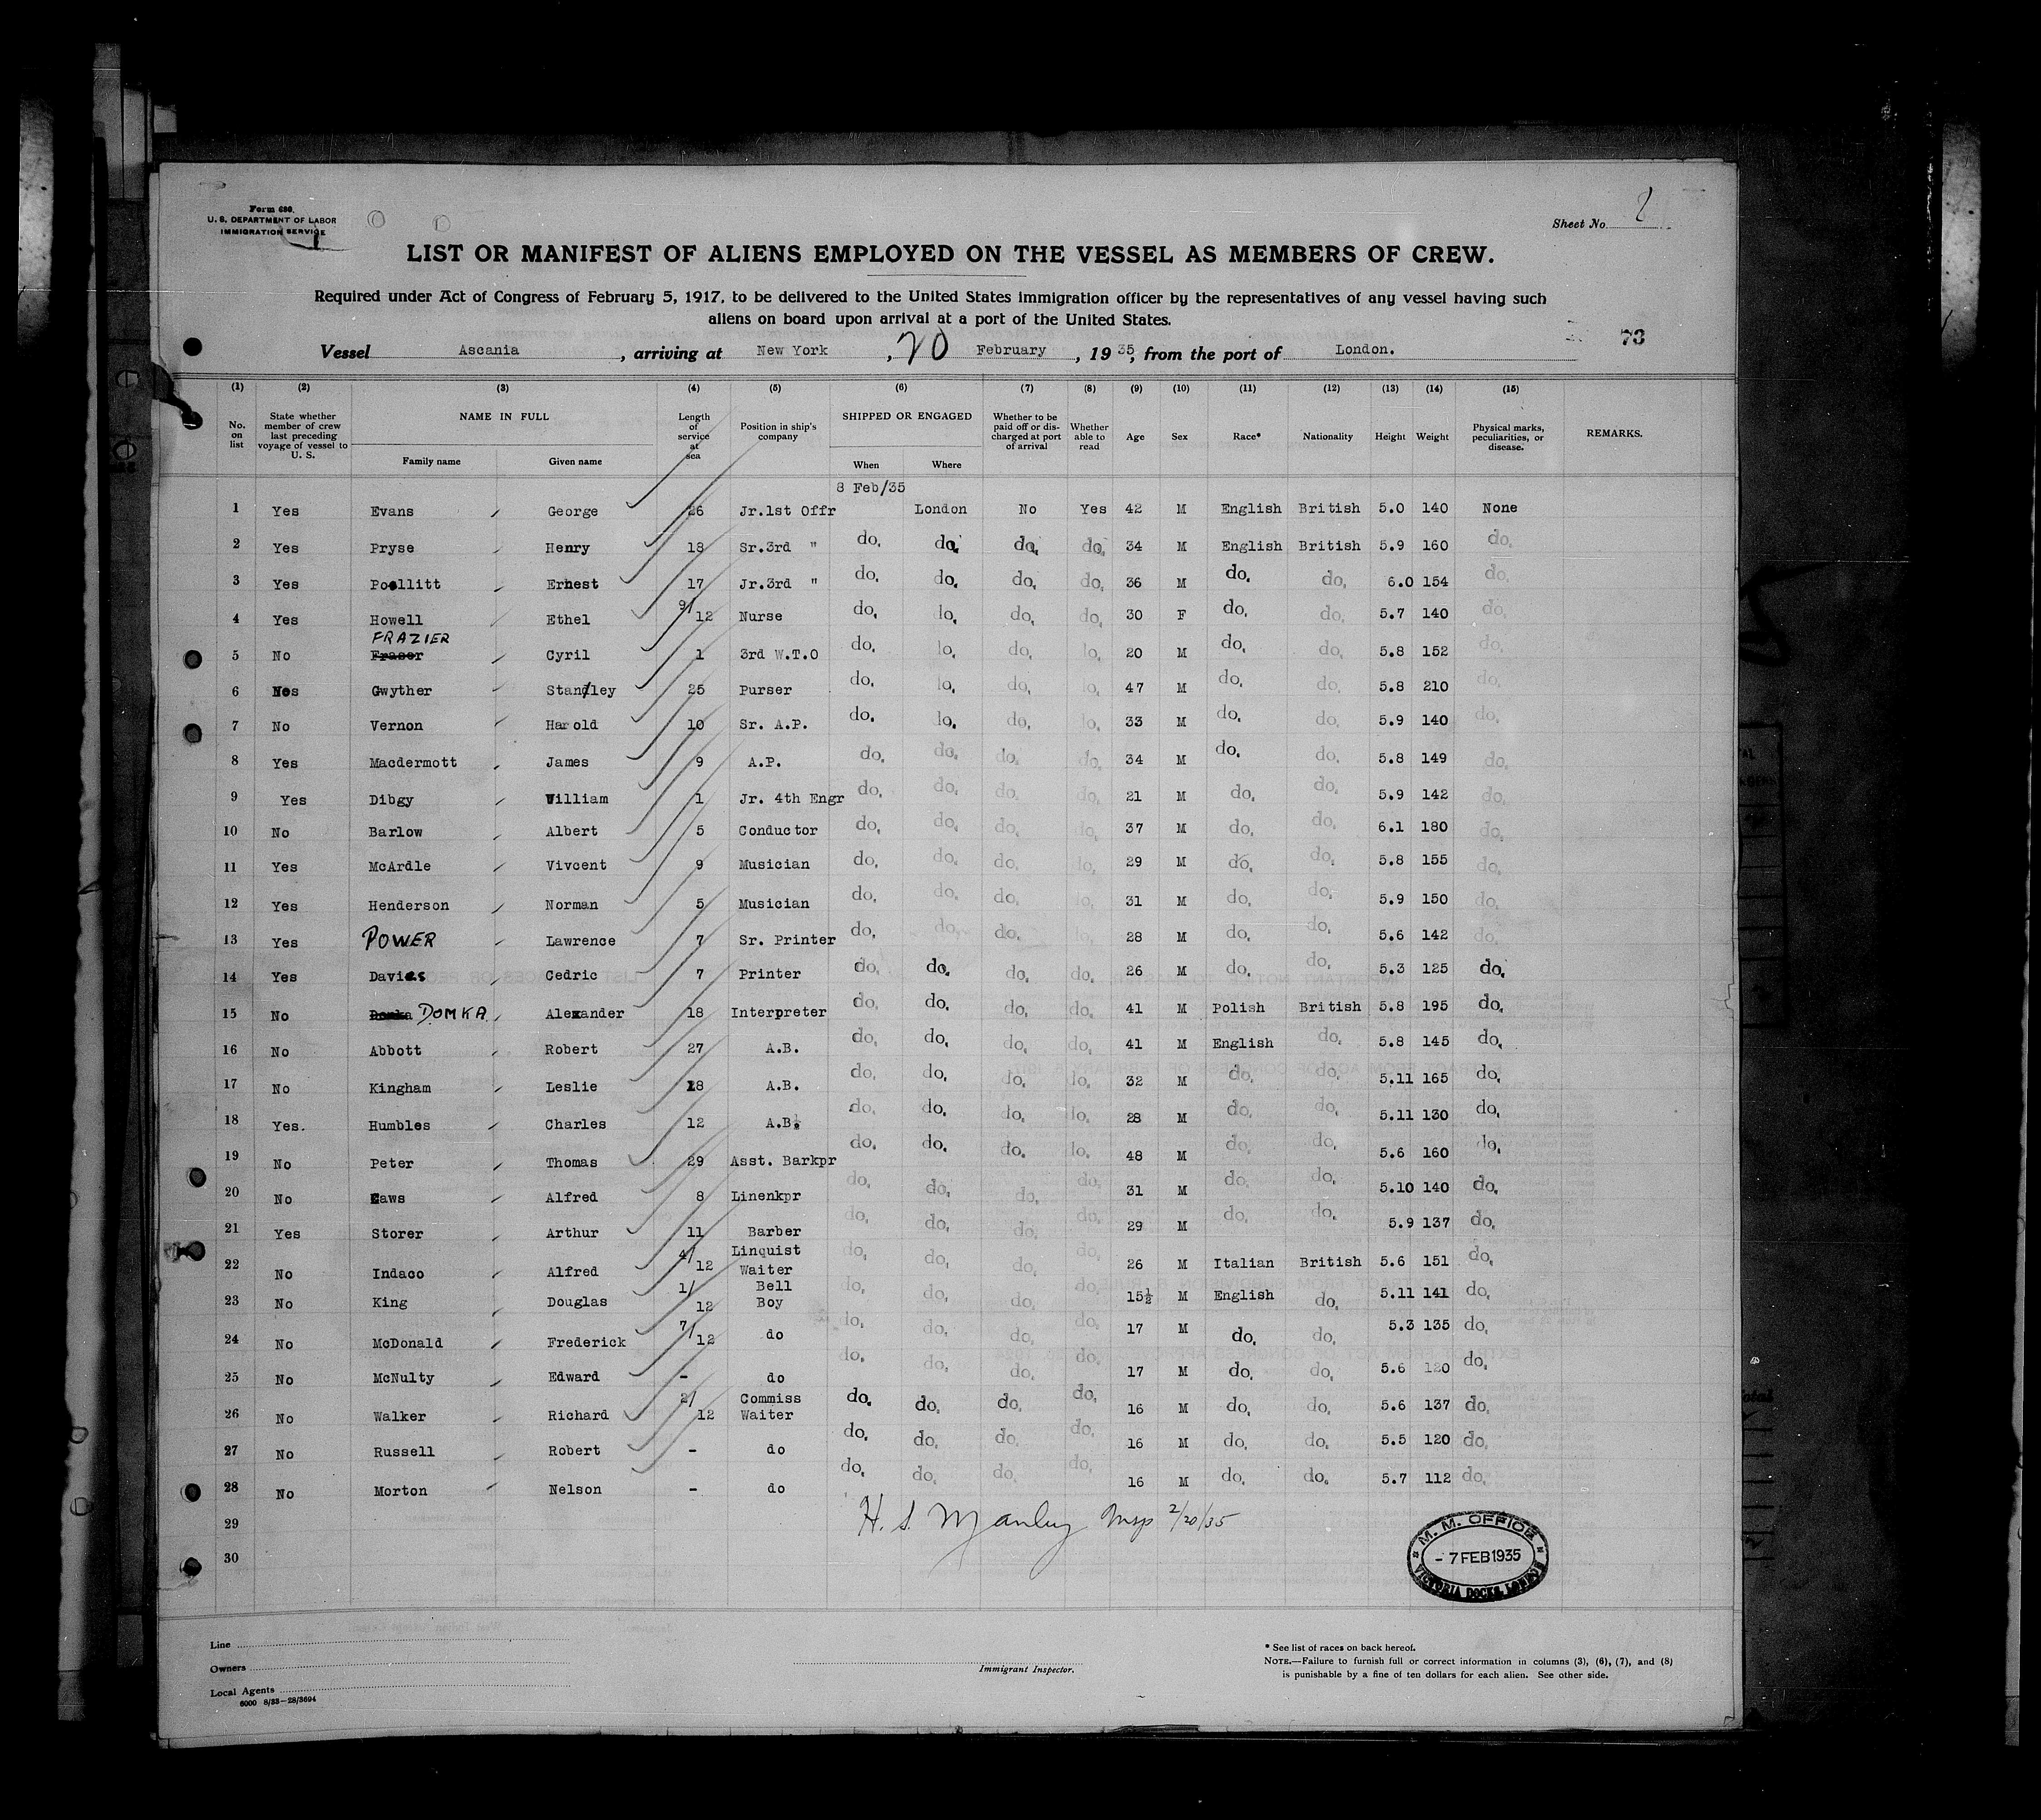 Form 680.
U. S. DEPARTMENT OF LABOR
IMMIGRATION SERVICE
Sheet No.
LIST OR MANIFEST OF ALIENS EMPLOYED ON THE VESSEL AS MEMBERS OF CREW.
Required under Act of Congress of February 5, 1917, to be delivered to the United States immigration officer by the representatives of any vessel having such
aliens on board upon arrival at a port of the United States.
73
Vessel Ascania, arriving at New York, 20 February, 1935, from the port of London.
(1) (2) (3) (4) (5) (6) (7) (8) (9) (10) (11) (12) (13) (14) (15)
No. on list State whether member of crew last preceding voyage of vessel to U. S. NAME IN FULL Family name Given name Length of service at sea Position in ship's company SHIPPED OR ENGAGED When Where Whether to be paid off or discharged at port of arrival Whether able to read Age Sex Race* Nationality Height Weight Physical marks, peculiarities, or disease. REMARKS.
8 Feb/35
1 Yes Evans George 26 Jr.1st Offr London No Yes 42 M English British 5.0 140 None
2 Yes Pryse Henry 18 Sr.3rd " do. do. do. do. 34 M English British 5.9 160 do.
3 Yes Poollitt Ernest 17 Jr.3rd " do. do. do. do. 36 M do. do. 6.0 154 do.
4 Yes Howell Ethel 9/12 Nurse do. do. do. do. 30 F do. do. 5.7 140 do.
FRAZIER
5 No Fraser Cyril 1 3rd W.T.O do. do. do. do. 20 M do. do. 5.8 152 do.
6 Yes Gwyther Standley 25 Purser do. do. do. do. 47 M do. do. 5.8 210 do.
7 No Vernon Harold 10 Sr. A.P. do. do. do. do. 33 M do. do. 5.9 140 do.
8 Yes Macdermott James 9 A.P. do. do. do. do. 34 M do. do. 5.8 149 do.
9 Yes Dibgy William 1 Jr. 4th Engr do. do. do. do. 21 M do. do. 5.9 142 do.
10 No Barlow Albert 5 Conductor do. do. do. do. 37 M do. do. 6.1 180 do.
11 Yes McArdle Vivcent 9 Musician do. do. do. do. 29 M do. do. 5.8 155 do.
12 Yes Henderson Norman 5 Musician do. do. do. do. 31 M do. do. 5.9 150 do.
13 Yes POWER Lawrence 7 Sr. Printer do. do. do. 28 M do. do. 5.6 142 do.
14 Yes Davies Cedric 7 Printer do. do. do. do. 26 M do. do. 5.3 125 do.
15 No Domka DOMKA Alexander 18 Interpreter do. do. do. do. 41 M Polish British 5.8 195 do.
16 No Abbott Robert 27 A.B. do. do. do. do. 41 M English do. 5.8 145 do.
17 No Kingham Leslie 18 A.B. do. do. do. do. 32 M do. do. 5.11 165 do.
18 Yes. Humbles Charles 12 A.B. do. do. do. do. 28 M do. do. 5.11 130 do.
19 No Peter Thomas 29 Asst. Barkpr do. do. do. do. 48 M do. do. 5.6 160 do.
20 No Caws Alfred 8 Linenkpr do. do. do. do. 31 M do. do. 5.10 140 do.
21 Yes Storer Arthur 11 Barber do. do. do. do. 29 M do. do. 5.9 137 do.
22 No Indaco Alfred 4/12 Linquist Waiter do. do. do. do. 26 M Italian British 5.6 151 do.
23 No King Douglas 1/12 Bell Boy do. do. do. do. 15½ M English do. 5.11 141 do.
24 No McDonald Frederick 7/12 do do. do. do. do. 17 M do. do. 5.3 135 do.
25 No McNulty Edward - do do. do. do. do. 17 M do. do. 5.6 120 do.
26 No Walker Richard 2/12 Commiss Waiter do. do. do. do. 16 M do. do. 5.6 137 do.
27 No Russell Robert - do do. do. do. do. 16 M do. do. 5.5 120 do.
28 No Morton Nelson - do do. do. do. do. 16 M do. do. 5.7 112 do.
29
30
H. S. Manley Insp 2/20/35
M. M. OFFICE
- 7 FEB 1935
VICTORIA DOCKS, LONDON
Line
Owners
Local Agents
6000 8/33-28/3694
Immigrant Inspector.
* See list of races on back hereof.
NOTE.—Failure to furnish full or correct information in columns (3), (6), (7), and (8)
is punishable by a fine of ten dollars for each alien. See other side.